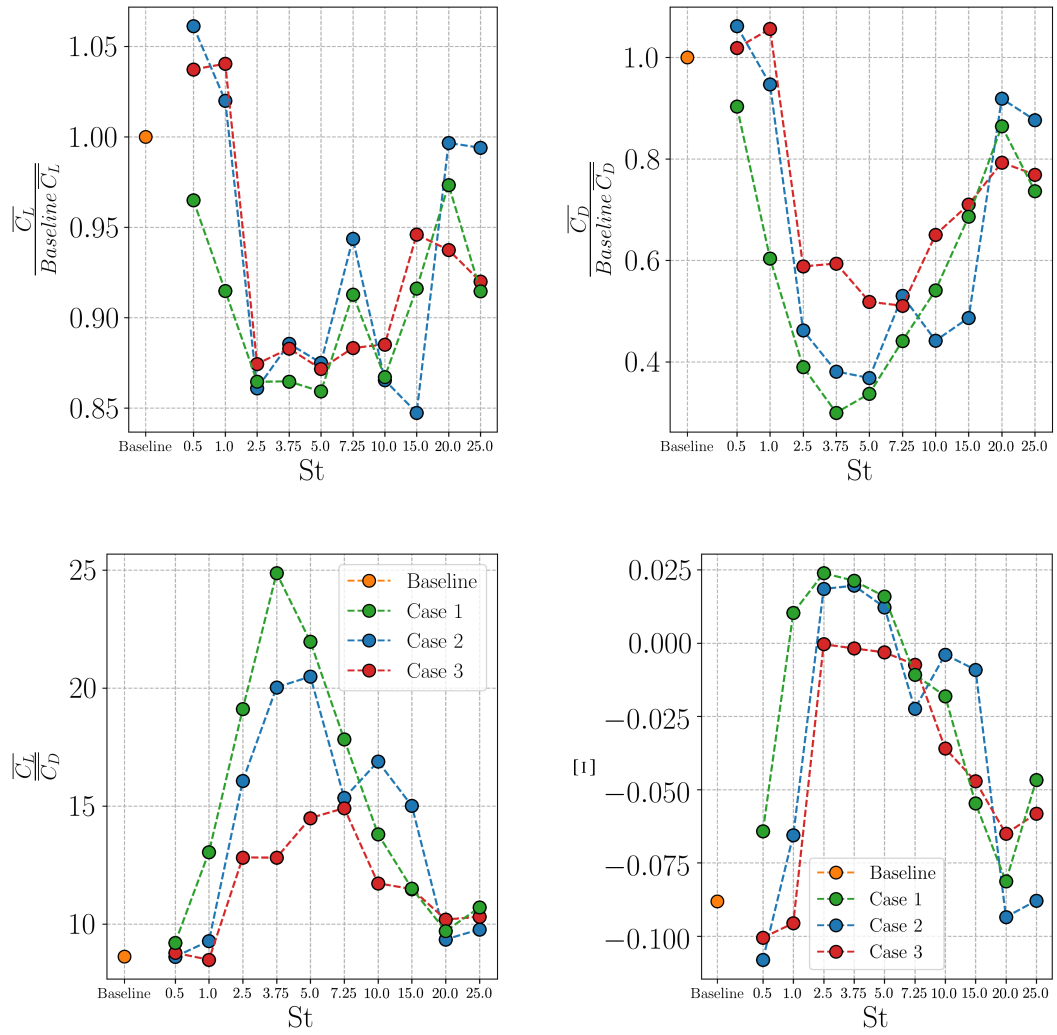 1.05
1.00
0.95
0.90
0.85
C_L
Baseline C_L
Baseline 0.5 1.0 2.5 3.75 5.0 7.25 10.0 15.0 20.0 25.0
St
1.0
0.8
0.6
0.4
C_D
Baseline C_D
Baseline 0.5 1.0 2.5 3.75 5.0 7.25 10.0 15.0 20.0 25.0
St
25
20
15
10
C_L
C_D
Baseline
Case 1
Case 2
Case 3
Baseline 0.5 1.0 2.5 3.75 5.0 7.25 10.0 15.0 20.0 25.0
St
0.025
0.000
−0.025
−0.050
−0.075
−0.100
Ξ
Baseline
Case 1
Case 2
Case 3
Baseline 0.5 1.0 2.5 3.75 5.0 7.25 10.0 15.0 20.0 25.0
St